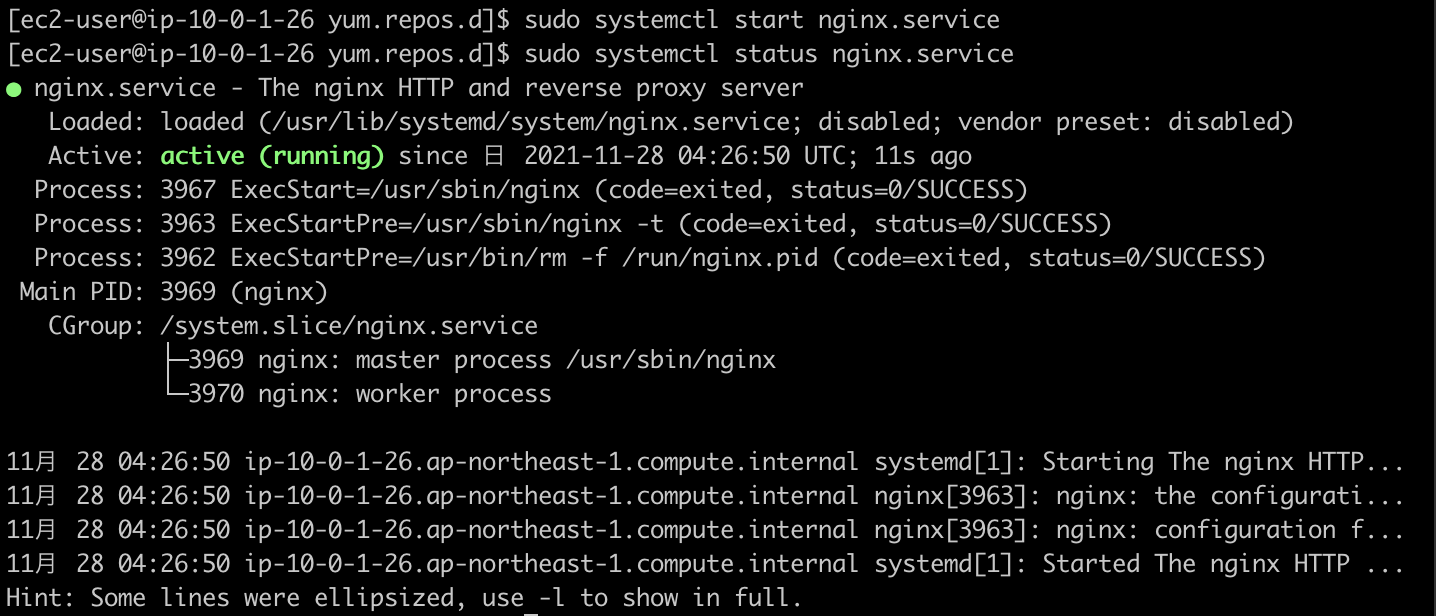 [ec2-user@ip-10-0-1-26 yum.repos.d]$ sudo systemctl start nginx.service
[ec2-user@ip-10-0-1-26 yum.repos.d]$ sudo systemctl status nginx.service
● nginx.service - The nginx HTTP and reverse proxy server
   Loaded: loaded (/usr/lib/systemd/system/nginx.service; disabled; vendor preset: disabled)
   Active: active (running) since 日 2021-11-28 04:26:50 UTC; 11s ago
  Process: 3967 ExecStart=/usr/sbin/nginx (code=exited, status=0/SUCCESS)
  Process: 3963 ExecStartPre=/usr/sbin/nginx -t (code=exited, status=0/SUCCESS)
  Process: 3962 ExecStartPre=/usr/bin/rm -f /run/nginx.pid (code=exited, status=0/SUCCESS)
 Main PID: 3969 (nginx)
   CGroup: /system.slice/nginx.service
           ├─3969 nginx: master process /usr/sbin/nginx
           └─3970 nginx: worker process
11月 28 04:26:50 ip-10-0-1-26.ap-northeast-1.compute.internal systemd[1]: Starting The nginx HTTP...
11月 28 04:26:50 ip-10-0-1-26.ap-northeast-1.compute.internal nginx[3963]: nginx: the configurati...
11月 28 04:26:50 ip-10-0-1-26.ap-northeast-1.compute.internal nginx[3963]: nginx: configuration f...
11月 28 04:26:50 ip-10-0-1-26.ap-northeast-1.compute.internal systemd[1]: Started The nginx HTTP ...
Hint: Some lines were ellipsized, use -l to show in full.